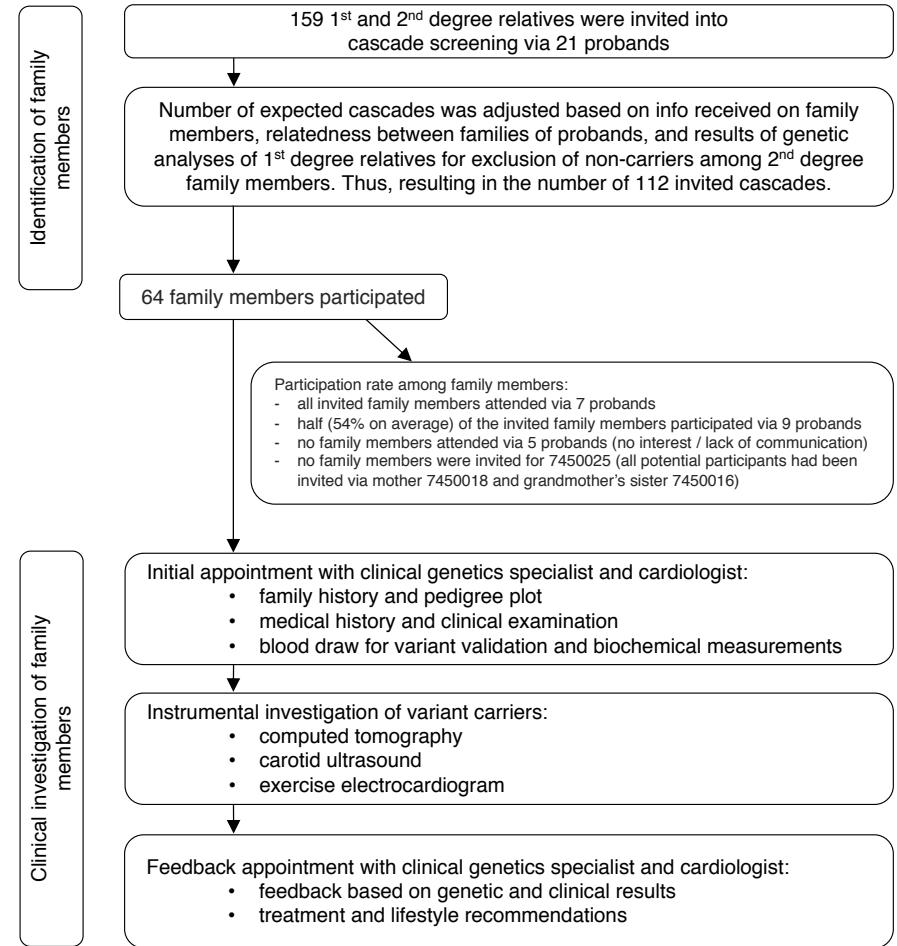 Identification of family
members
159 1st and 2nd degree relatives were invited into
cascade screening via 21 probands
Number of expected cascades was adjusted based on info received on family
members, relatedness between families of probands, and results of genetic
analyses of 1st degree relatives for exclusion of non-carriers among 2nd degree
family members. Thus, resulting in the number of 112 invited cascades.
64 family members participated
Participation rate among family members:
- all invited family members attended via 7 probands
- half (54% on average) of the invited family members participated via 9 probands
- no family members attended via 5 probands (no interest / lack of communication)
- no family members were invited for 7450025 (all potential participants had been
invited via mother 7450018 and grandmother's sister 7450016)
Clinical investigation of family
members
Initial appointment with clinical genetics specialist and cardiologist:
• family history and pedigree plot
• medical history and clinical examination
• blood draw for variant validation and biochemical measurements
Instrumental investigation of variant carriers:
• computed tomography
• carotid ultrasound
• exercise electrocardiogram
Feedback appointment with clinical genetics specialist and cardiologist:
• feedback based on genetic and clinical results
• treatment and lifestyle recommendations